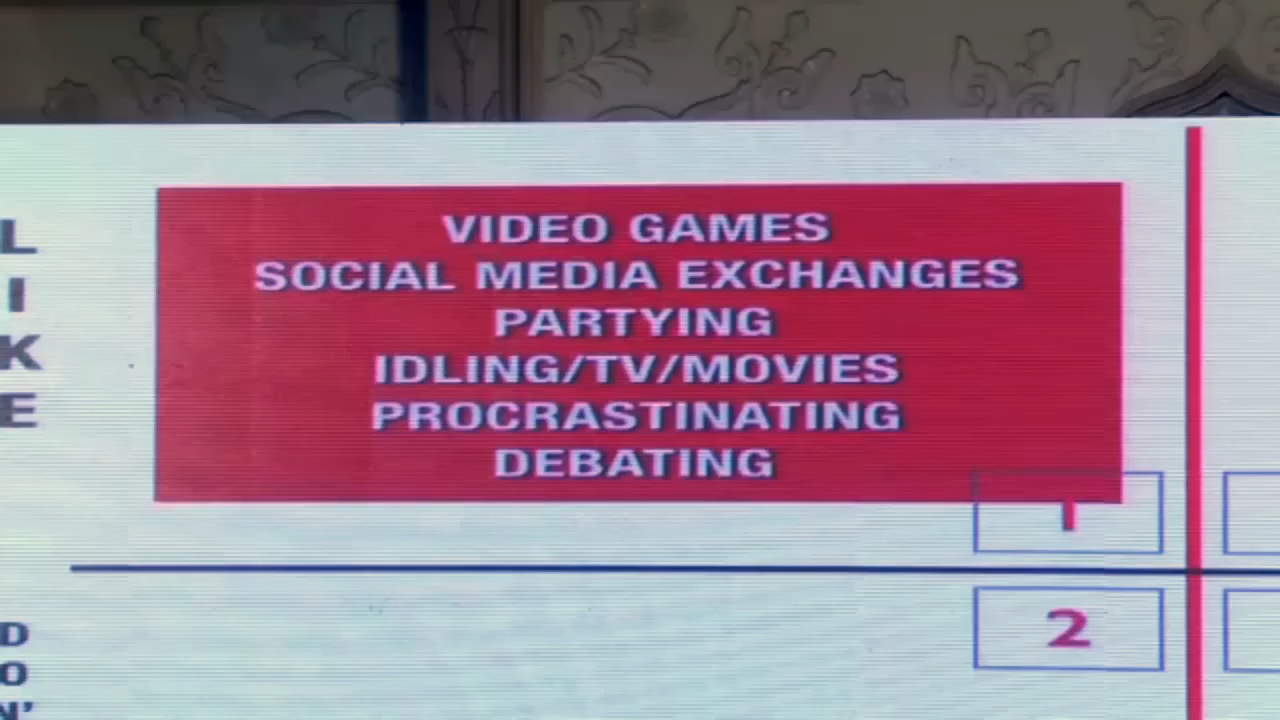 L
I
K
E
VIDEO GAMES
SOCIAL MEDIA EXCHANGES
PARTYING
IDLING/TV/MOVIES
PROCRASTINATING
DEBATING
1
2
D
O
N'